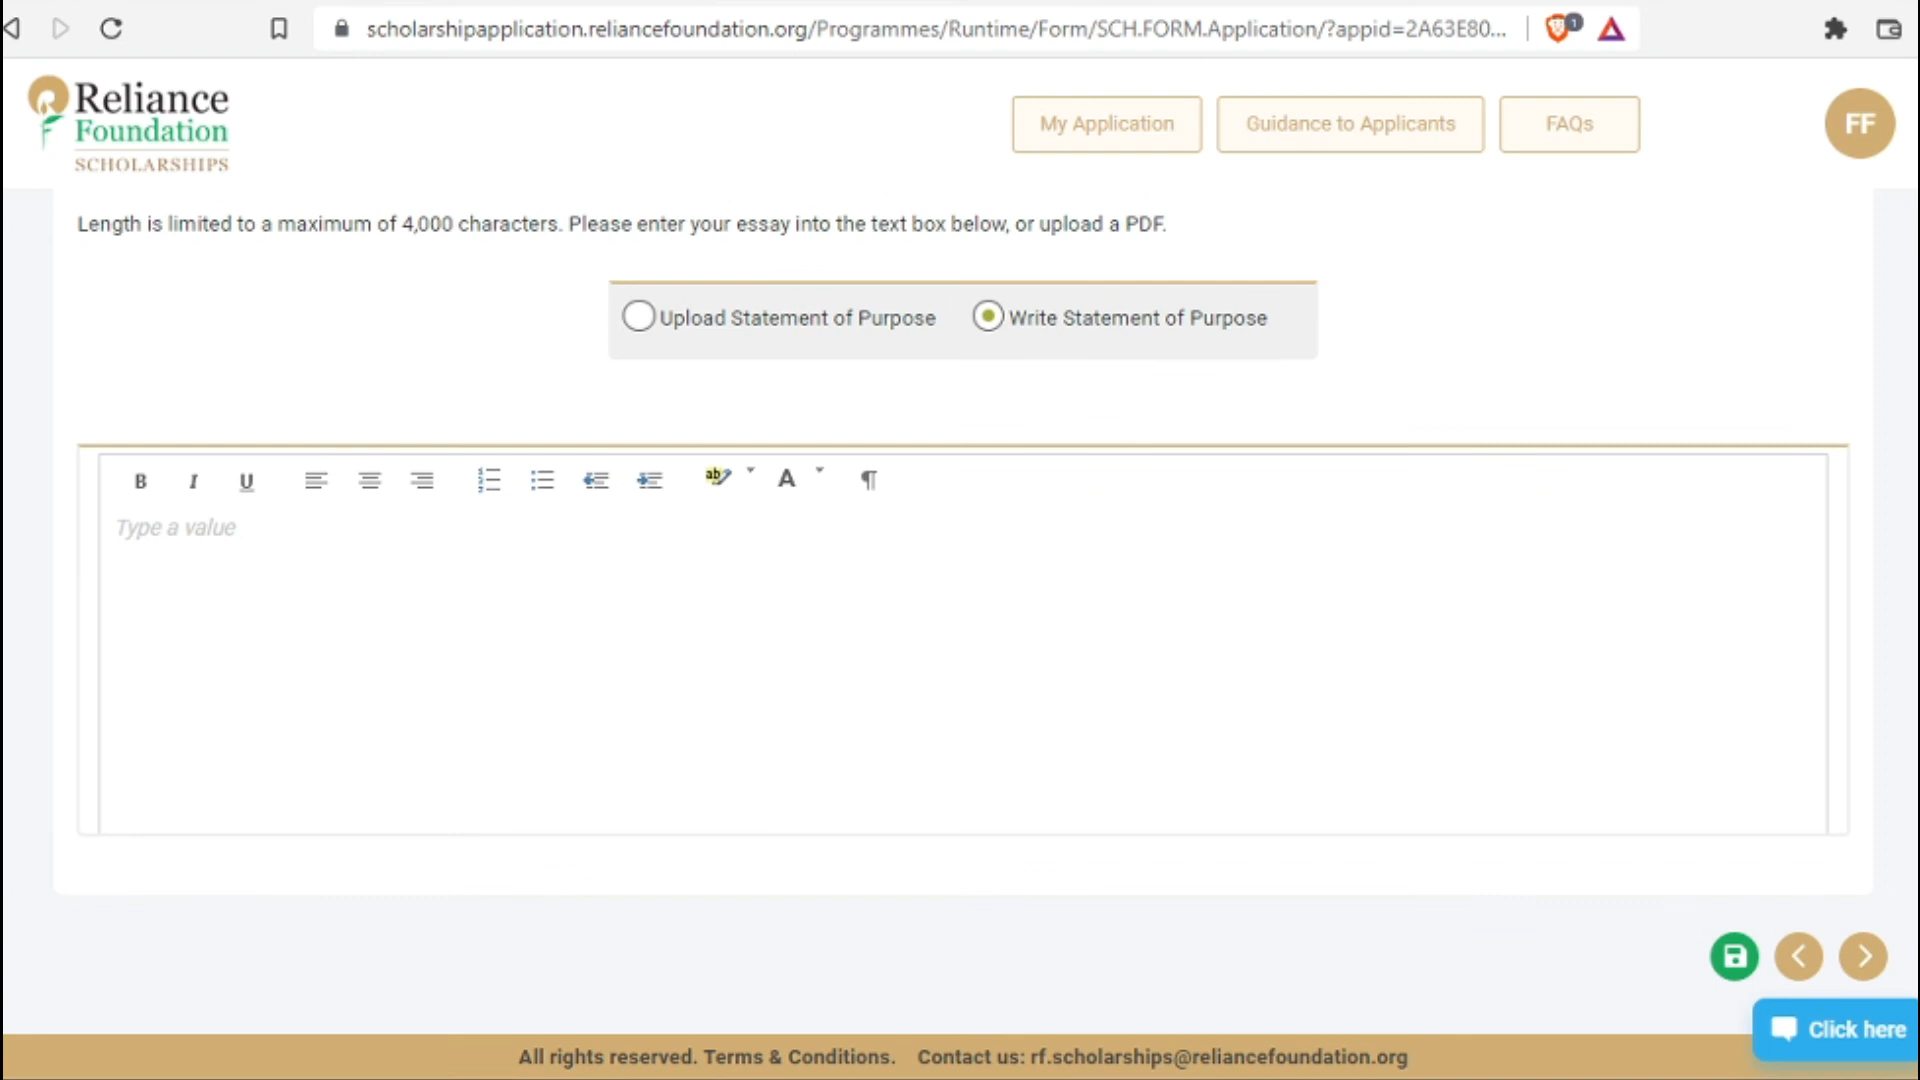 scholarshipapplication.reliancefoundation.org/Programmes/Runtime/Form/SCH.FORM.Application/?appid=2A63E80...
1
Reliance
Foundation
SCHOLARSHIPS
My Application
Guidance to Applicants
FAQs
FF
Length is limited to a maximum of 4,000 characters. Please enter your essay into the text box below, or upload a PDF.
Upload Statement of Purpose
Write Statement of Purpose
B I U ab A ¶
Type a value
Click here
All rights reserved. Terms & Conditions. Contact us: rf.scholarships@reliancefoundation.org